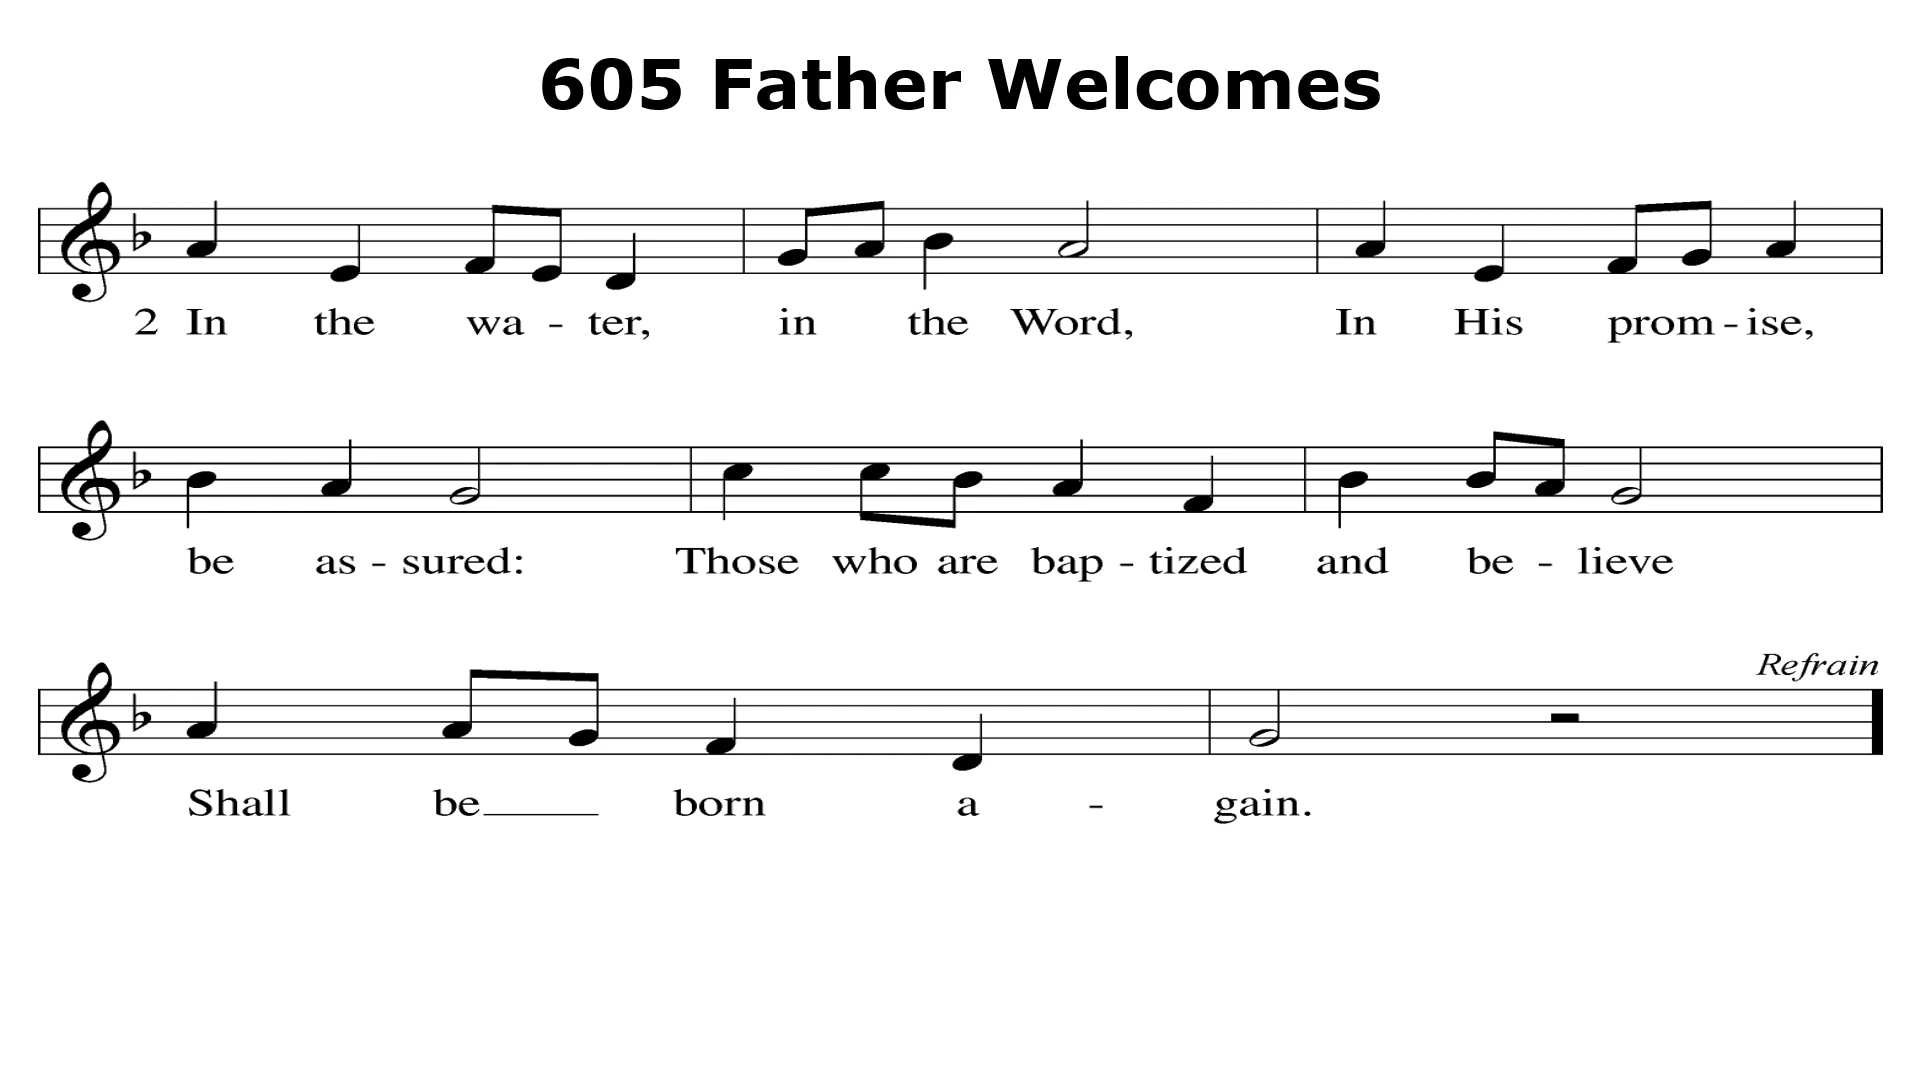 605 Father Welcomes
2 In the wa - ter, in the Word, In His prom - ise,
be as - sured: Those who are bap - tized and be - lieve
Refrain
Shall be____ born a - gain.